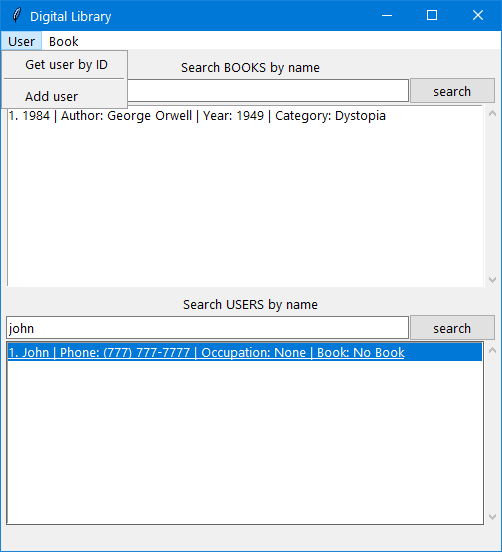 Digital Library
User Book
Get user by ID
Add user
Search BOOKS by name
search
1. 1984 | Author: George Orwell | Year: 1949 | Category: Dystopia
Search USERS by name
john search
1. John | Phone: (777) 777-7777 | Occupation: None | Book: No Book